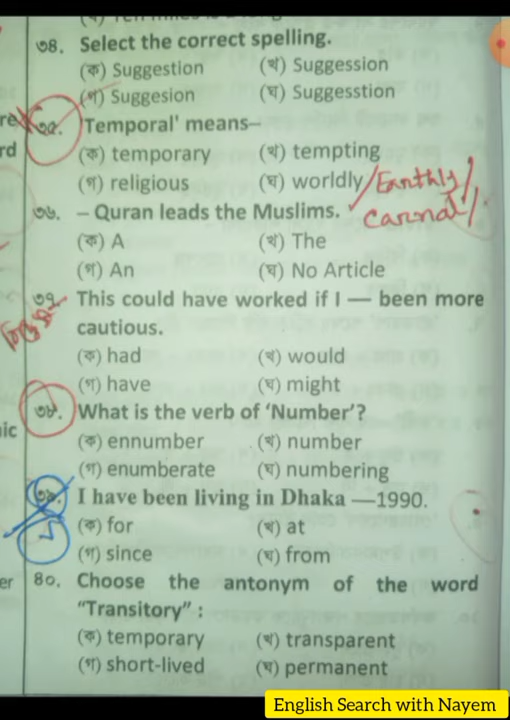 ৩৪. Select the correct spelling.
(ক) Suggestion (খ) Suggession
(গ) Suggesion (ঘ) Suggesstion
৩৫. 'Temporal' means–
(ক) temporary (খ) tempting
(গ) religious (ঘ) worldly/Earthly/
Carnal/
৩৬. – Quran leads the Muslims.
(ক) A (খ) The
(গ) An (ঘ) No Article
৩৭. This could have worked if I — been more
cautious.
(ক) had (খ) would
(গ) have (ঘ) might
৩৮. What is the verb of ‘Number’?
(ক) ennumber (খ) number
(গ) enumberate (ঘ) numbering
৩৯. I have been living in Dhaka —1990.
(ক) for (খ) at
(গ) since (ঘ) from
৪০. Choose the antonym of the word
“Transitory” :
(ক) temporary (খ) transparent
(গ) short-lived (ঘ) permanent
English Search with Nayem